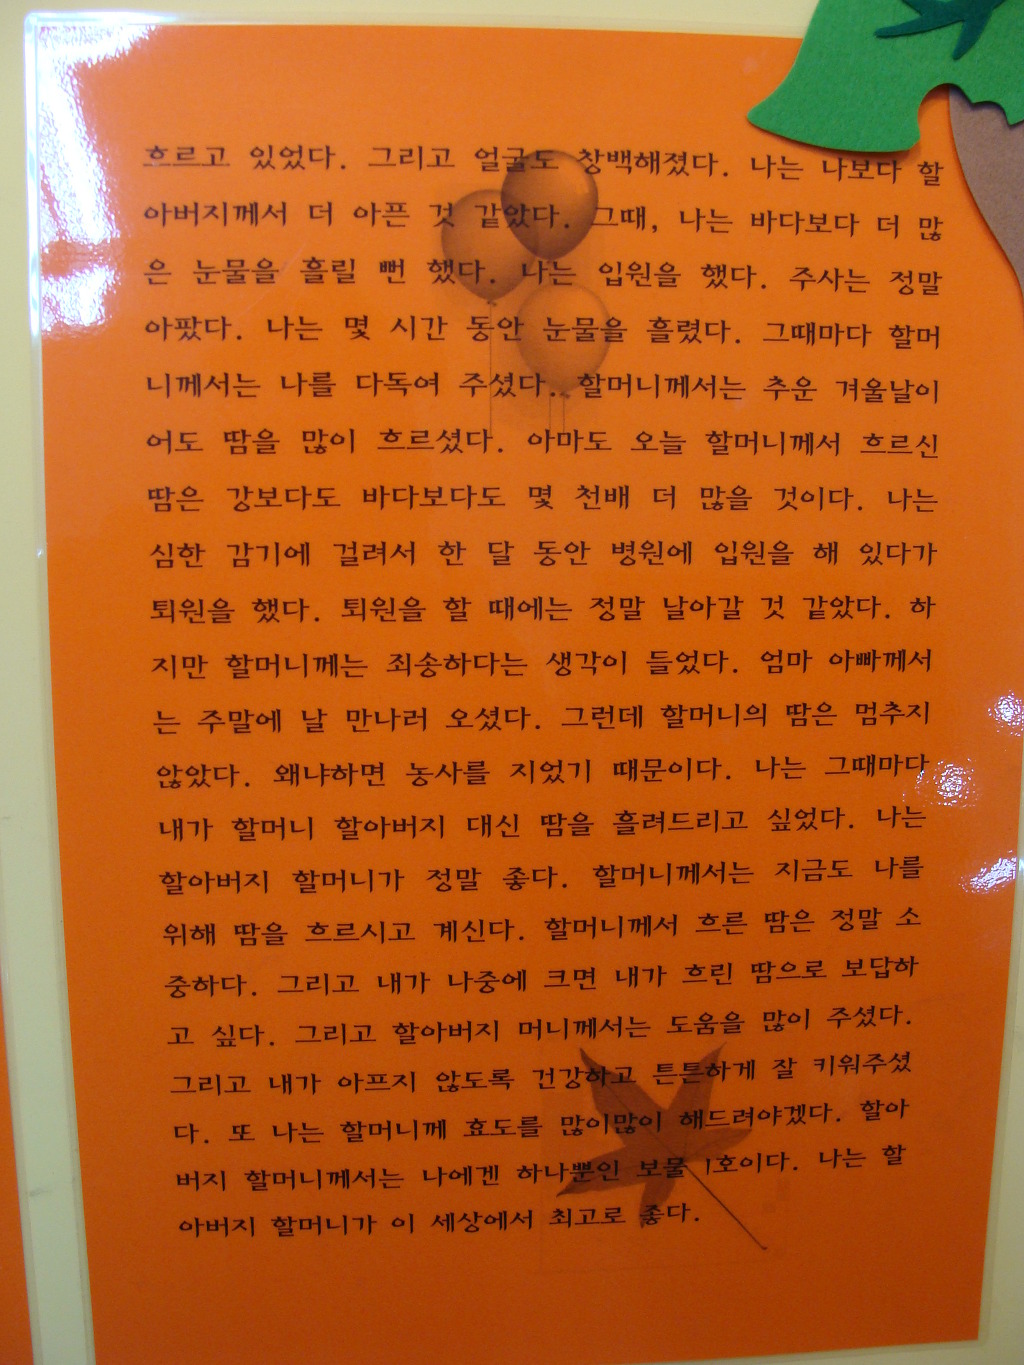 흐르고 있었다. 그리고 얼굴도 창백해졌다. 나는 나보다 할
아버지께서 더 아픈 것 같았다. 그때, 나는 바다보다 더 많
은 눈물을 흘릴 뻔 했다. 나는 입원을 했다. 주사는 정말
아팠다. 나는 몇 시간 동안 눈물을 흘렸다. 그때마다 할머
니께서는 나를 다독여 주셨다.. 할머니께서는 추운 겨울날이
어도 땀을 많이 흐르셨다. 아마도 오늘 할머니께서 흐르신
땀은 강보다도 바다보다도 몇 천배 더 많을 것이다. 나는
심한 감기에 걸려서 한 달 동안 병원에 입원을 해 있다가
퇴원을 했다. 퇴원을 할 때에는 정말 날아갈 것 같았다. 하
지만 할머니께는 죄송하다는 생각이 들었다. 엄마 아빠께서
는 주말에 날 만나러 오셨다. 그런데 할머니의 땀은 멈추지
않았다. 왜냐하면 농사를 지었기 때문이다. 나는 그때마다
내가 할머니 할아버지 대신 땀을 흘려드리고 싶었다. 나는
할아버지 할머니가 정말 좋다. 할머니께서는 지금도 나를
위해 땀을 흐르시고 계신다. 할머니께서 흐른 땀은 정말 소
중하다. 그리고 내가 나중에 크면 내가 흐린 땀으로 보답하
고 싶다. 그리고 할아버지 머니께서는 도움을 많이 주셨다.
그리고 내가 아프지 않도록 건강하고 튼튼하게 잘 키워주셨
다. 또 나는 할머니께 효도를 많이많이 해드려야겠다. 할아
버지 할머니께서는 나에겐 하나뿐인 보물 1호이다. 나는 할
아버지 할머니가 이 세상에서 최고로 좋다.